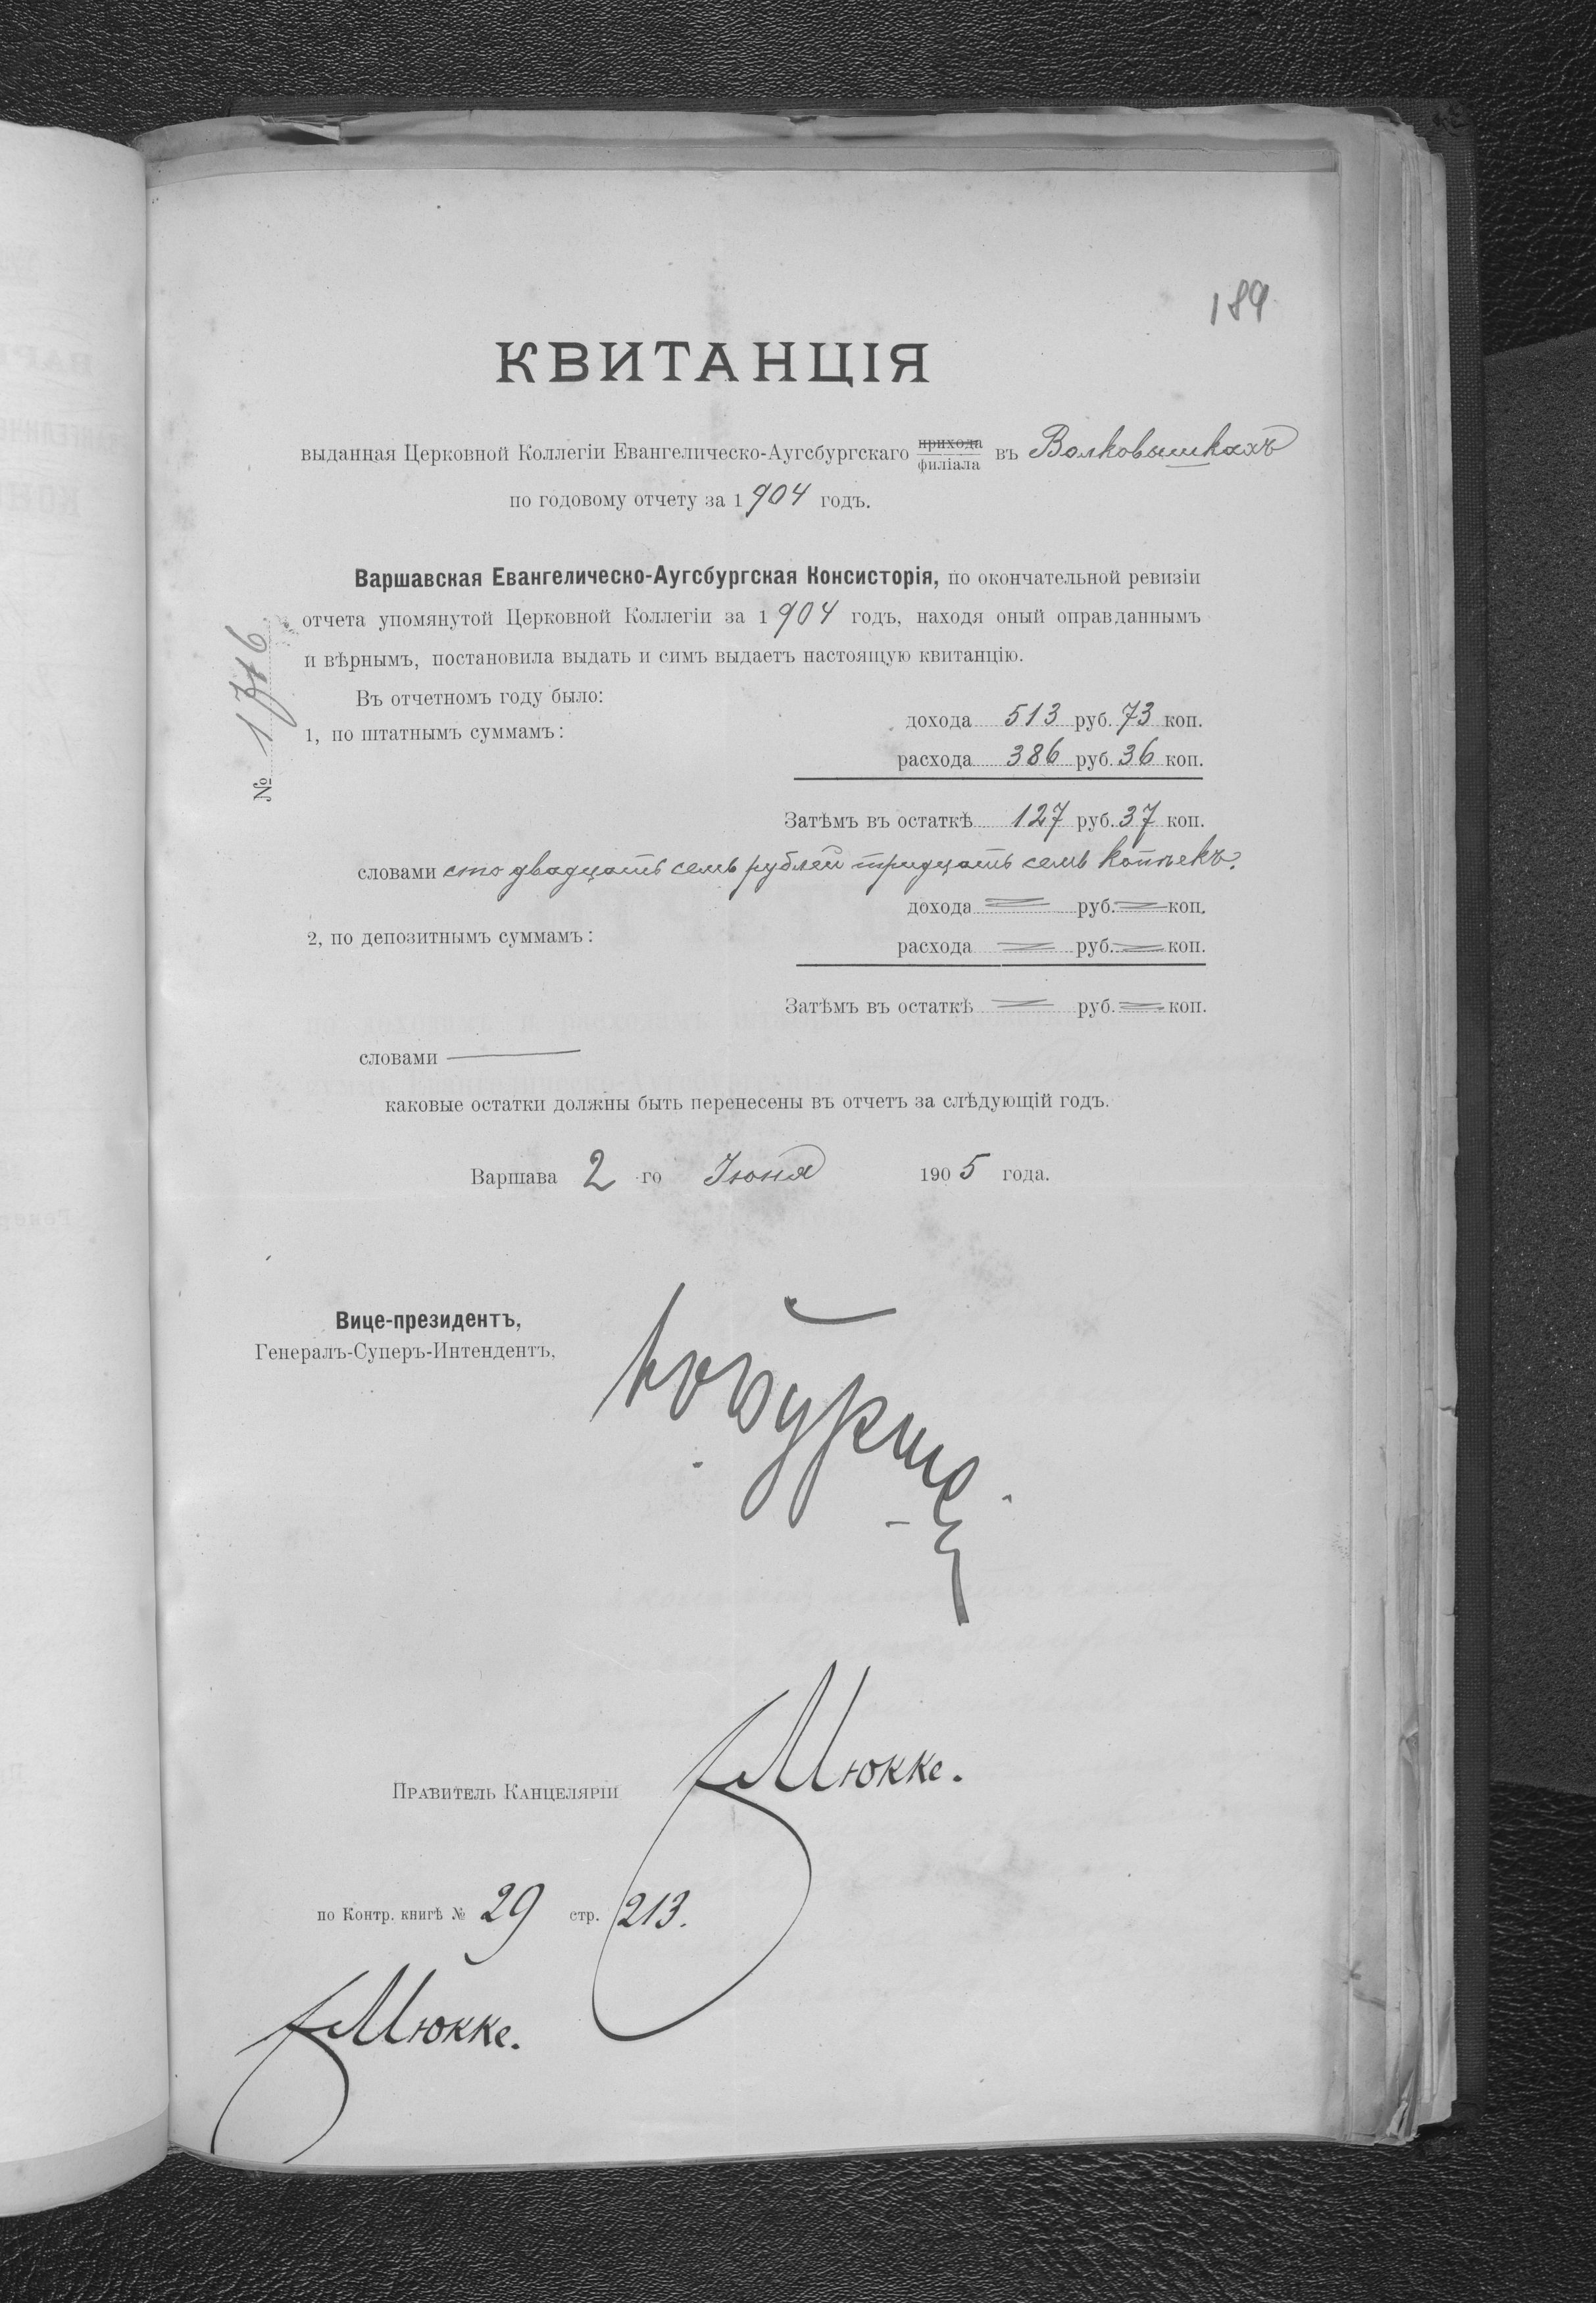 189
КВИТАНЦІЯ
выданная Церковной Коллегіи Евангелическо-Аугсбургскаго прихода филіала въ Волковышкахъ
по годовому отчету за 1904 годъ.
Варшавская Евангелическо-Аугсбургская Консисторія, по окончательной ревизіи
отчета упомянутой Церковной Коллегіи за 1904 годъ, находя оный оправданнымъ
и вѣрнымъ, постановила выдать и симъ выдаетъ настоящую квитанцію.
№
Въ отчетномъ году было:
1, по штатнымъ суммамъ:
дохода 513 руб. 73 коп.
расхода 386 руб. 36 коп.
Затѣмъ въ остаткѣ 127 руб. 37 коп.
словами сто двадцать семь рублей тридцать семь копѣекъ.
2, по депозитнымъ суммамъ:
дохода = руб. = коп.
расхода = руб. = коп.
Затѣмъ въ остаткѣ = руб. = коп.
словами —
каковые остатки должны быть перенесены въ отчетъ за слѣдующій годъ.
Варшава 2-го Іюня 1905 года.
Вице-президентъ,
Генералъ-Суперъ-Интендентъ,
Правитель Канцеляріи Мюкке.
по Контр. книгѣ № 29 стр. 213.
Мюкке.